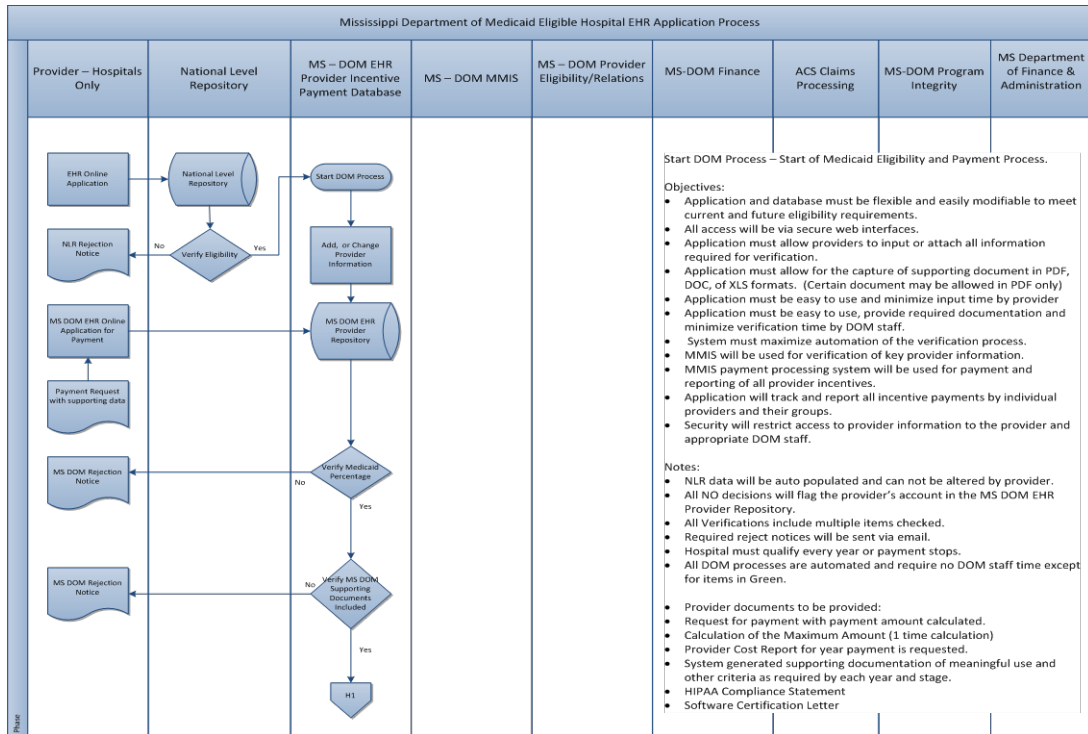 Mississippi Department of Medicaid Eligible Hospital EHR Application Process
Provider – Hospitals
Only
National Level
Repository
MS – DOM EHR
Provider Incentive
Payment Database
MS – DOM MMIS
MS – DOM Provider
Eligibility/Relations
MS-DOM Finance
ACS Claims
Processing
MS-DOM Program
Integrity
MS Department
of Finance &
Administration
EHR Online
Application
National Level
Repository
Start DOM Process
NLR Rejection
Notice
No
Verify Eligibility
Yes
Add, or Change
Provider
Information
MS DOM EHR Online
Application for
Payment
MS DOM EHR
Provider
Repository
Payment Request
with supporting data
MS DOM Rejection
Notice
Verify Medicaid
Percentage
No
Yes
MS DOM Rejection
Notice
No
Verify MS DOM
Supporting
Documents
Included
Yes
H1
Phase
Start DOM Process – Start of Medicaid Eligibility and Payment Process.
Objectives:
• Application and database must be flexible and easily modifiable to meet
current and future eligibility requirements.
• All access will be via secure web interfaces.
• Application must allow providers to input or attach all information
required for verification.
• Application must allow for the capture of supporting document in PDF,
DOC, of XLS formats. (Certain document may be allowed in PDF only)
• Application must be easy to use and minimize input time by provider
• Application must be easy to use, provide required documentation and
minimize verification time by DOM staff.
• System must maximize automation of the verification process.
• MMIS will be used for verification of key provider information.
• MMIS payment processing system will be used for payment and
reporting of all provider incentives.
• Application will track and report all incentive payments by individual
providers and their groups.
• Security will restrict access to provider information to the provider and
appropriate DOM staff.
Notes:
• NLR data will be auto populated and can not be altered by provider.
• All NO decisions will flag the provider's account in the MS DOM EHR
Provider Repository.
• All Verifications include multiple items checked.
• Required reject notices will be sent via email.
• Hospital must qualify every year or payment stops.
• All DOM processes are automated and require no DOM staff time except
for items in Green.
• Provider documents to be provided:
• Request for payment with payment amount calculated.
• Calculation of the Maximum Amount (1 time calculation)
• Provider Cost Report for year payment is requested.
• System generated supporting documentation of meaningful use and
other criteria as required by each year and stage.
• HIPAA Compliance Statement
• Software Certification Letter